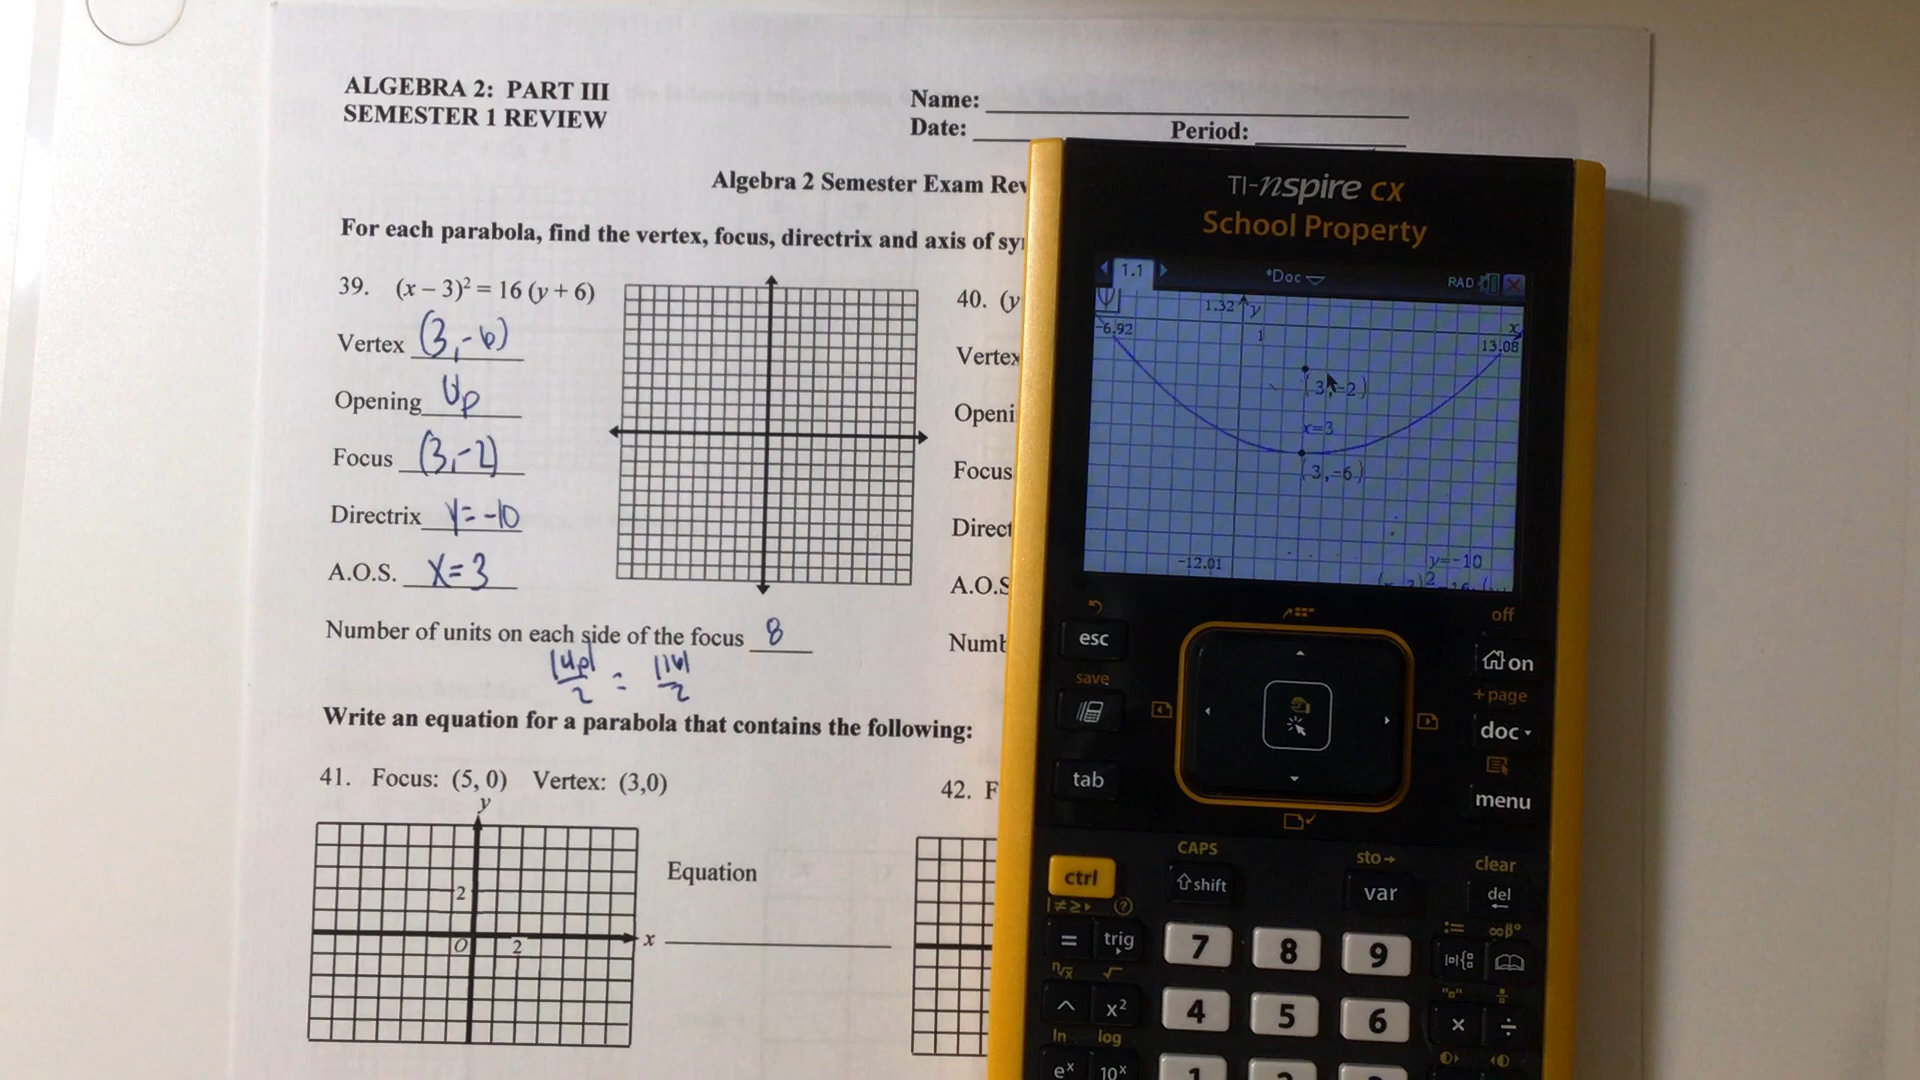 ALGEBRA 2: PART III
SEMESTER 1 REVIEW
Name:
Date:
Period:
Algebra 2 Semester Exam Rev
For each parabola, find the vertex, focus, directrix and axis of sy
39. (x – 3)² = 16 (y + 6)
Vertex (3,-6)
Opening Up
Focus (3,-2)
Directrix y=-10
A.O.S. x=3
Number of units on each side of the focus 8
|4p|/2 = |16|/2
40. (y
Vertex
Openi
Focus
Direct
A.O.S
Numb
Write an equation for a parabola that contains the following:
41. Focus: (5, 0) Vertex: (3,0)
y
2
O 2
x
Equation
42. F
TI-nspire CX
School Property
1.1
*Doc
RAD
1.32 y
-6.92
1
x
13.08
(3,-2)
x=3
(3,-6)
-12.01
y=-10
esc
off
on
save
+page
doc
tab
menu
CAPS
sto→
clear
ctrl
shift
var
del
|≠≥▸ ?
:= ∞β°
= trig 7 8 9 |▫|{
ⁿ√x √
^ x² 4 5 6 × ÷
ln log
eˣ 10ˣ 1 2 3